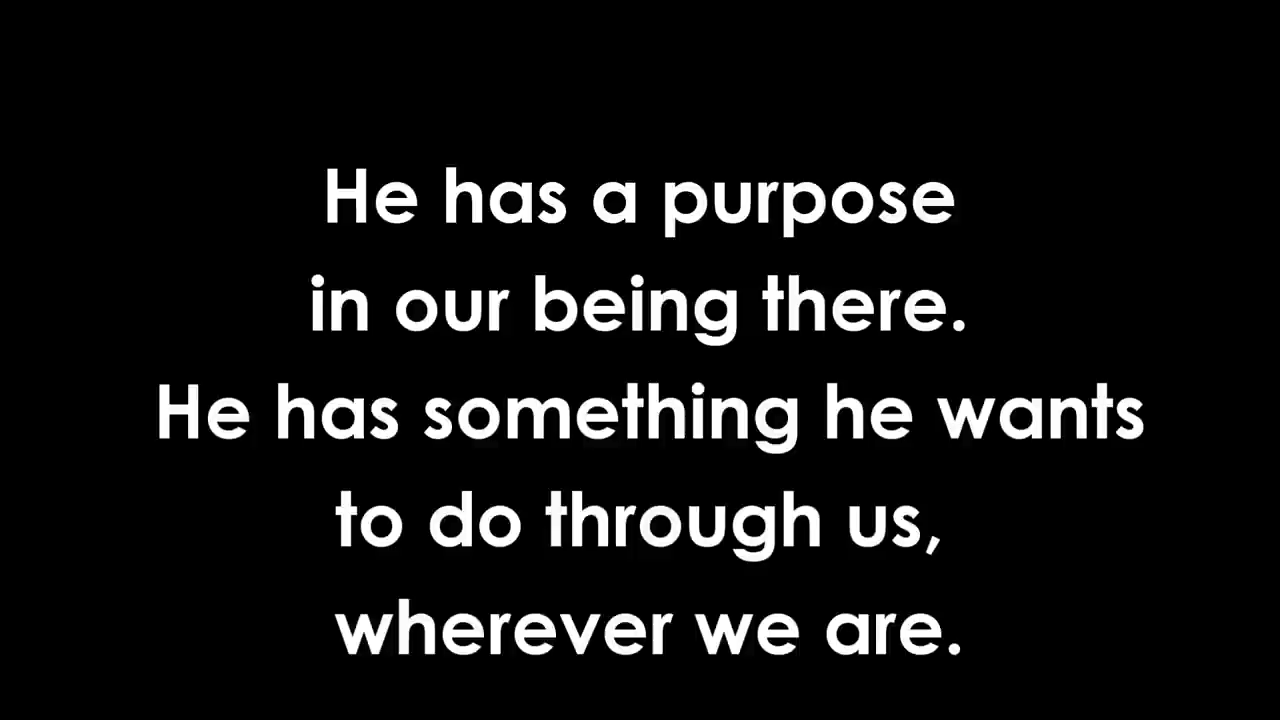 He has a purpose
in our being there.
He has something he wants
to do through us,
wherever we are.